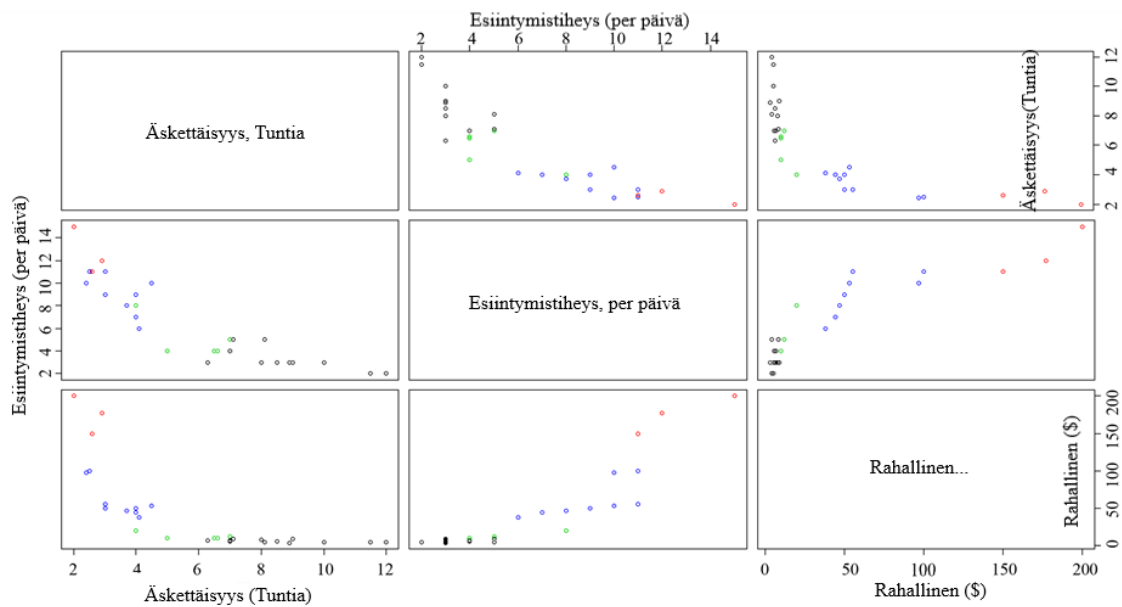 Esiintymistiheys (per päivä)
2 4 6 8 10 12 14
Äskettäisyys, Tuntia
Äskettäisyys(Tuntia)
2 4 6 8 10 12
Esiintymistiheys (per päivä)
2 4 6 8 10 12 14
Esiintymistiheys, per päivä
Rahallinen...
Rahallinen ($)
0 50 100 150 200
2 4 6 8 10 12
Äskettäisyys (Tuntia)
0 50 100 150 200
Rahallinen ($)